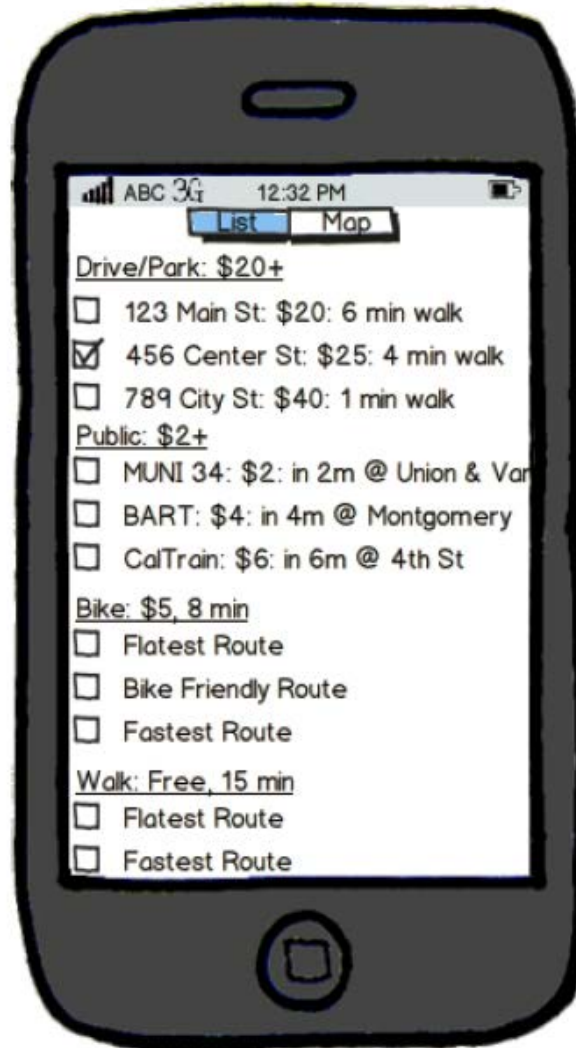 ABC 3G 12:32 PM
List Map
Drive/Park: $20+
123 Main St: $20: 6 min walk
456 Center St: $25: 4 min walk
789 City St: $40: 1 min walk
Public: $2+
MUNI 34: $2: in 2m @ Union & Van
BART: $4: in 4m @ Montgomery
CalTrain: $6: in 6m @ 4th St
Bike: $5, 8 min
Flatest Route
Bike Friendly Route
Fastest Route
Walk: Free, 15 min
Flatest Route
Fastest Route